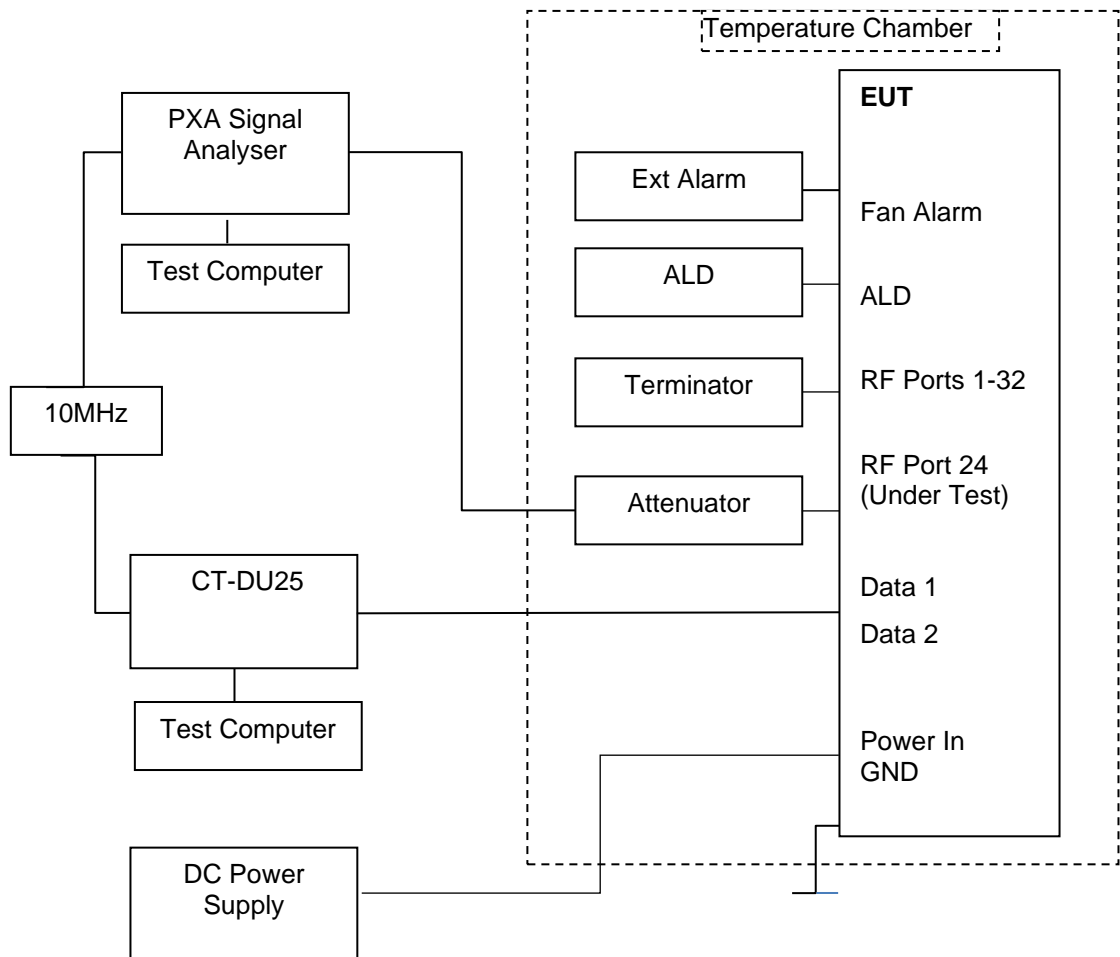 Temperature Chamber
EUT
PXA Signal
Analyser
Ext Alarm
Fan Alarm
Test Computer
ALD
ALD
Terminator
RF Ports 1-32
10MHz
RF Port 24
(Under Test)
Attenuator
CT-DU25
Data 1
Data 2
Test Computer
Power In
GND
DC Power
Supply